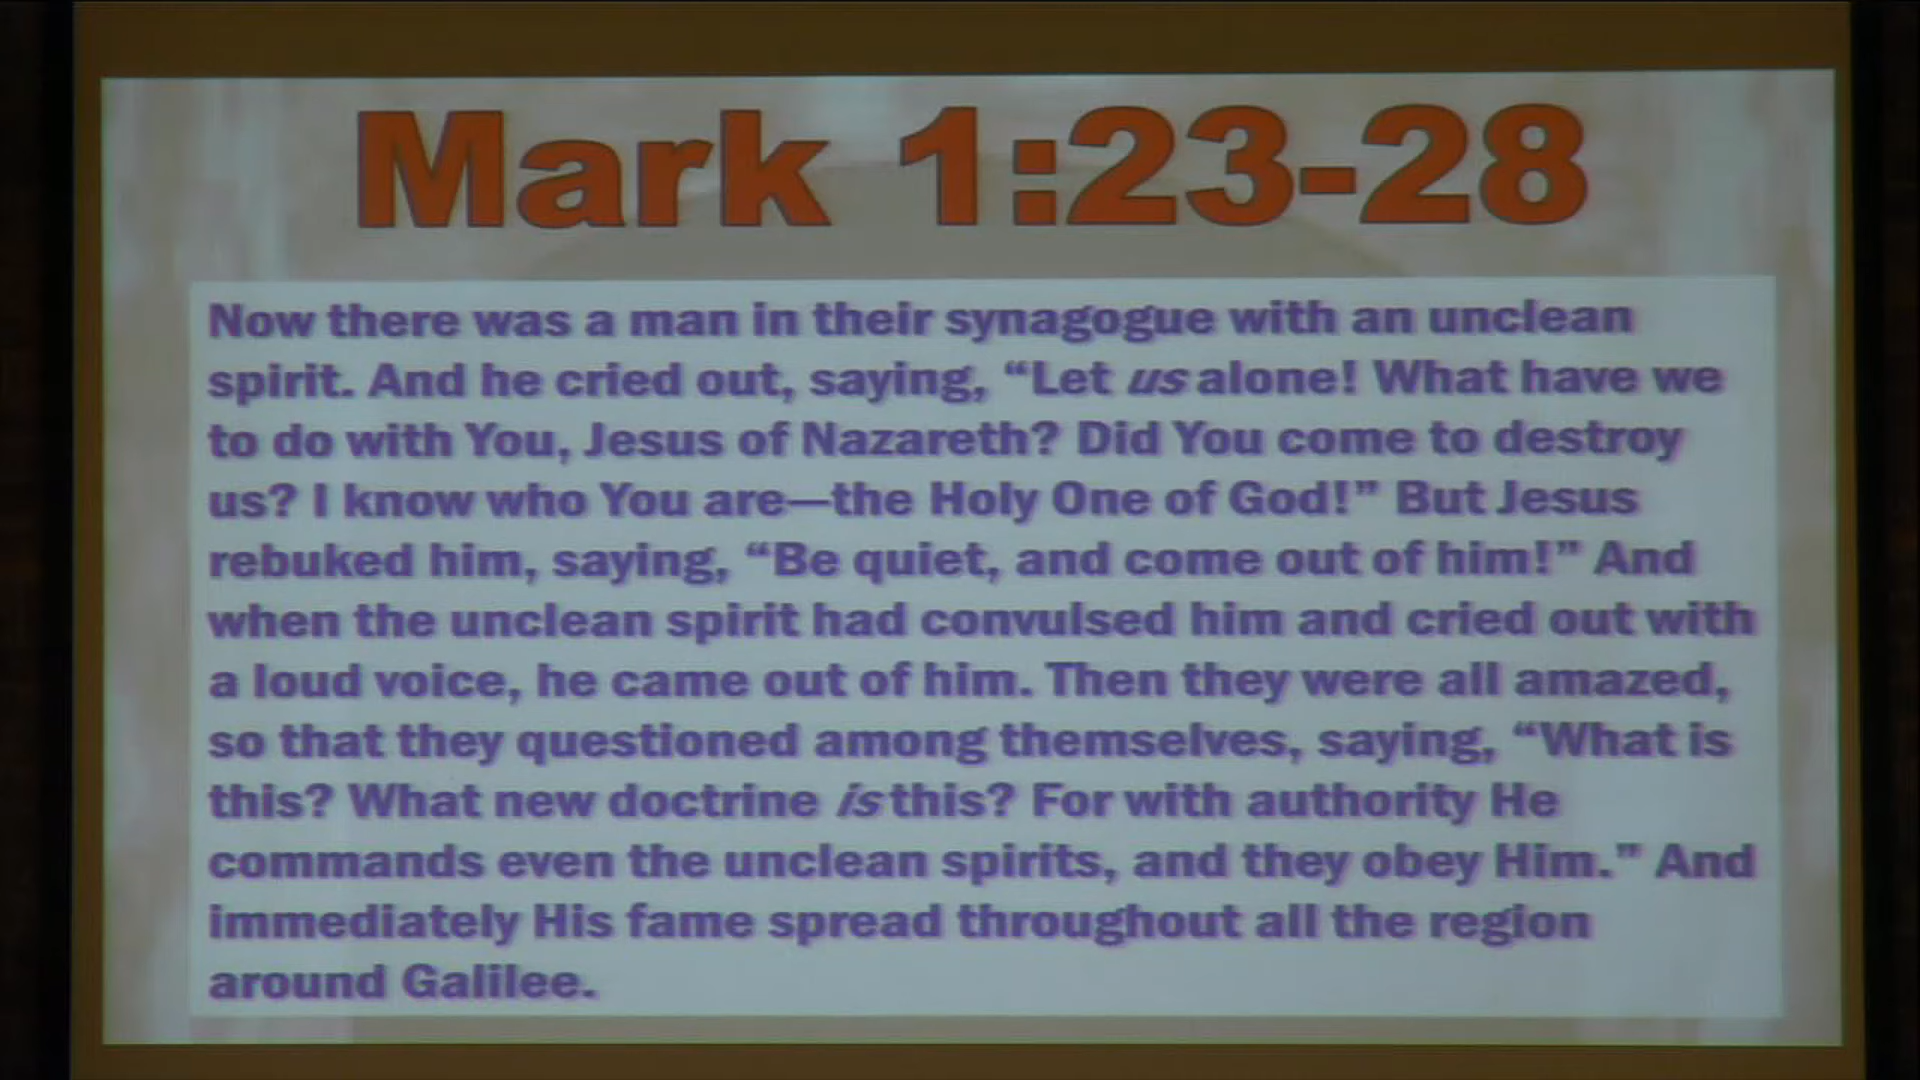 Mark 1:23-28
Now there was a man in their synagogue with an unclean
spirit. And he cried out, saying, “Let us alone! What have we
to do with You, Jesus of Nazareth? Did You come to destroy
us? I know who You are—the Holy One of God!” But Jesus
rebuked him, saying, “Be quiet, and come out of him!” And
when the unclean spirit had convulsed him and cried out with
a loud voice, he came out of him. Then they were all amazed,
so that they questioned among themselves, saying, “What is
this? What new doctrine is this? For with authority He
commands even the unclean spirits, and they obey Him.” And
immediately His fame spread throughout all the region
around Galilee.